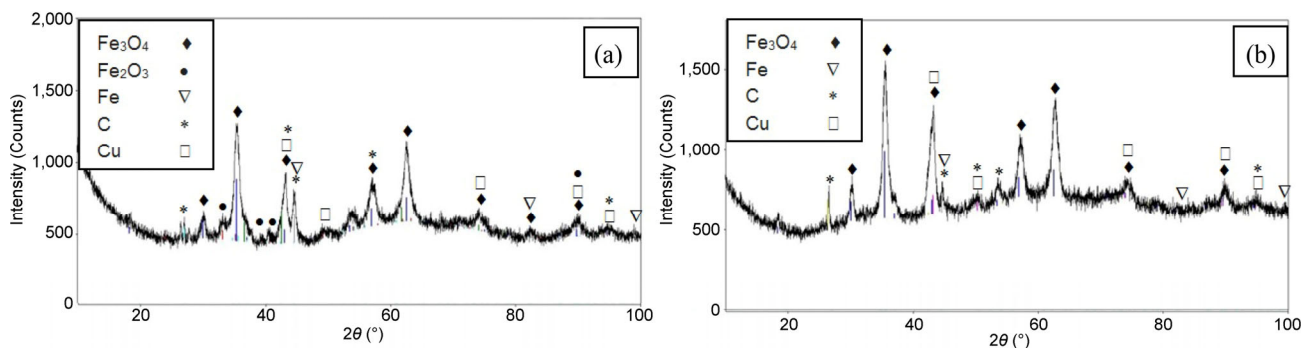 2,000
1,500
1,000
500
0
Intensity (Counts)
Fe₃O₄ ♦
Fe₂O₃ ●
Fe ▽
C *
Cu □
(a)
20 40 60 80 100
2θ (°)
1,500
1,000
500
0
Intensity (Counts)
Fe₃O₄ ♦
Fe ▽
C *
Cu □
(b)
20 40 60 80 100
2θ (°)